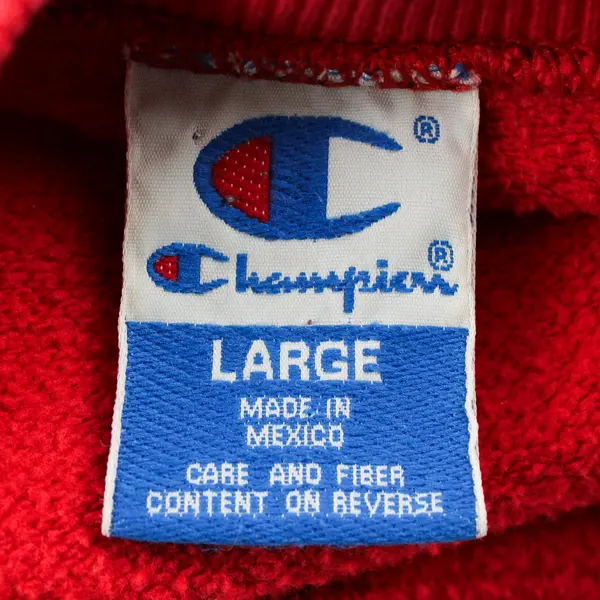 ®
Champion®
LARGE
MADE IN
MEXICO
CARE AND FIBER
CONTENT ON REVERSE